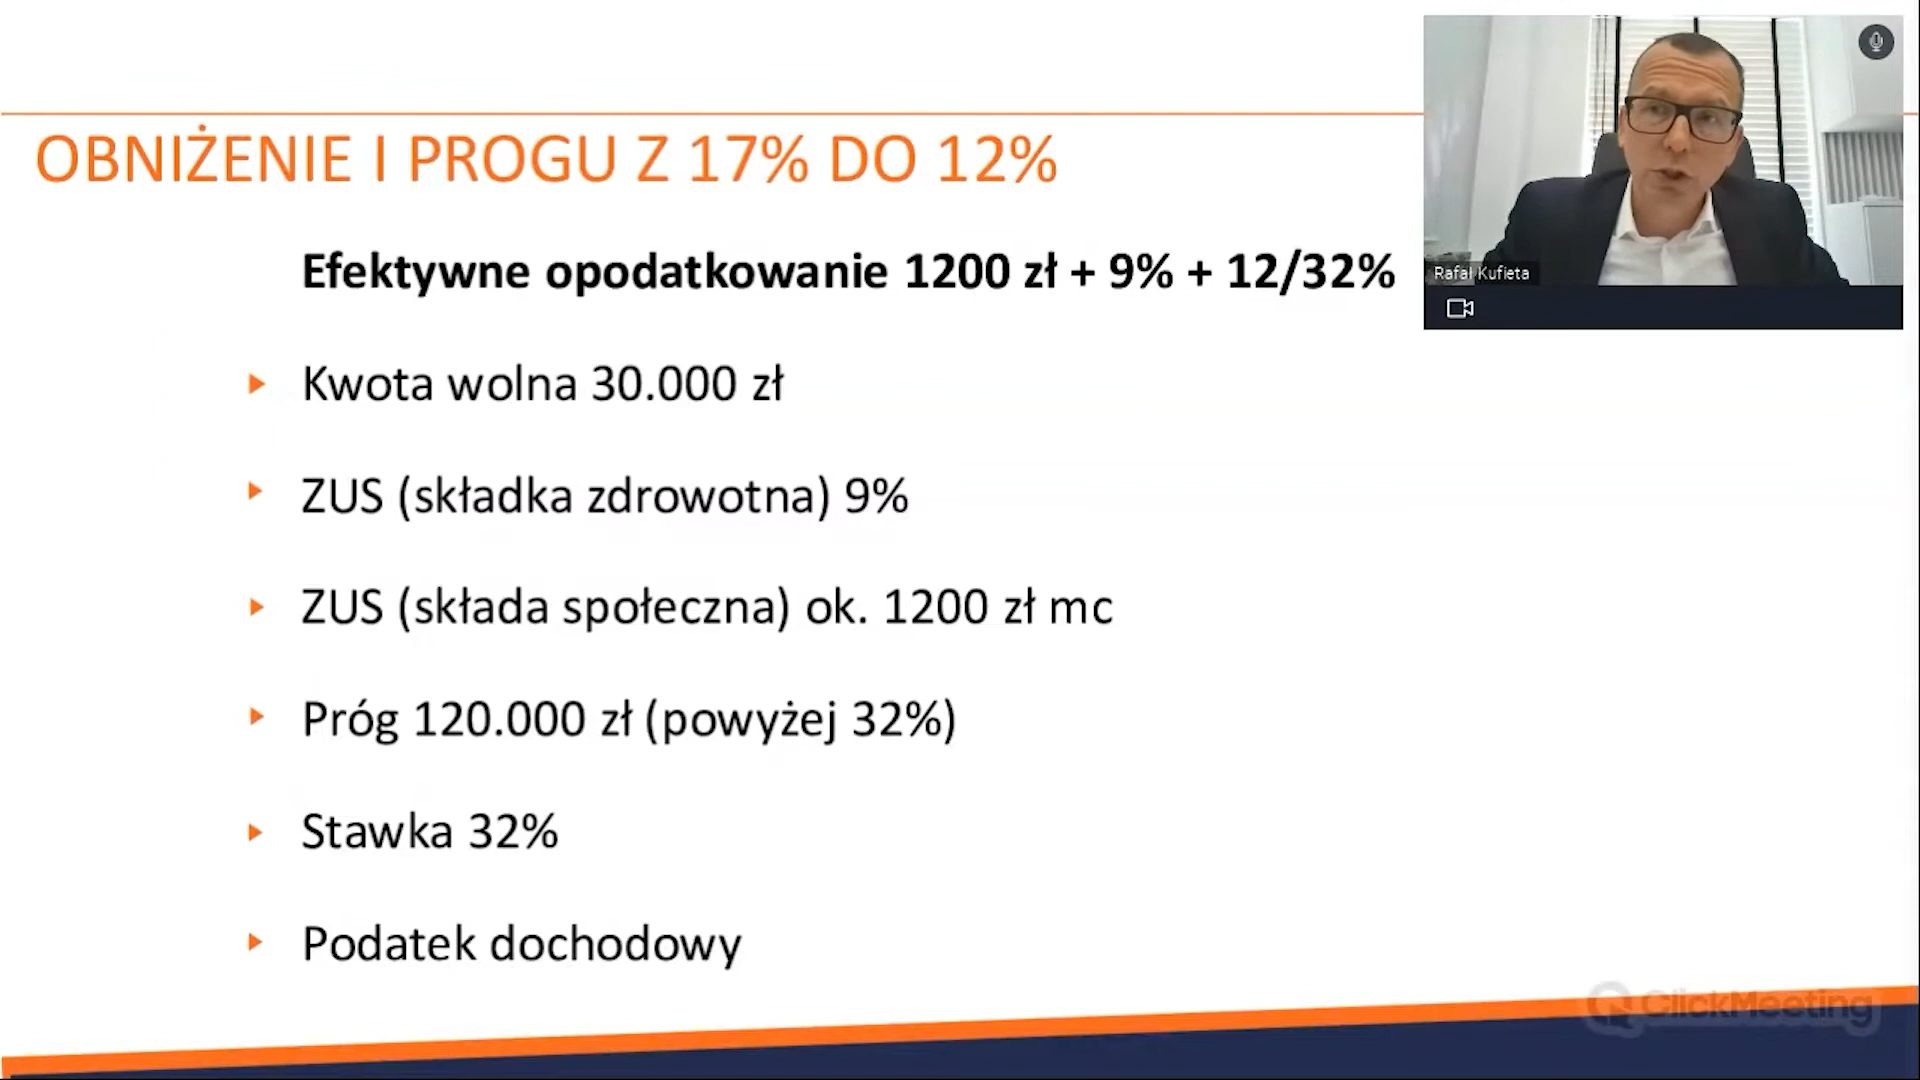 OBNIŻENIE I PROGU Z 17% DO 12%
Efektywne opodatkowanie 1200 zł + 9% + 12/32%
Rafał Kufieta
Kwota wolna 30.000 zł
ZUS (składka zdrowotna) 9%
ZUS (składa społeczna) ok. 1200 zł mc
Próg 120.000 zł (powyżej 32%)
Stawka 32%
Podatek dochodowy
ClickMeeting